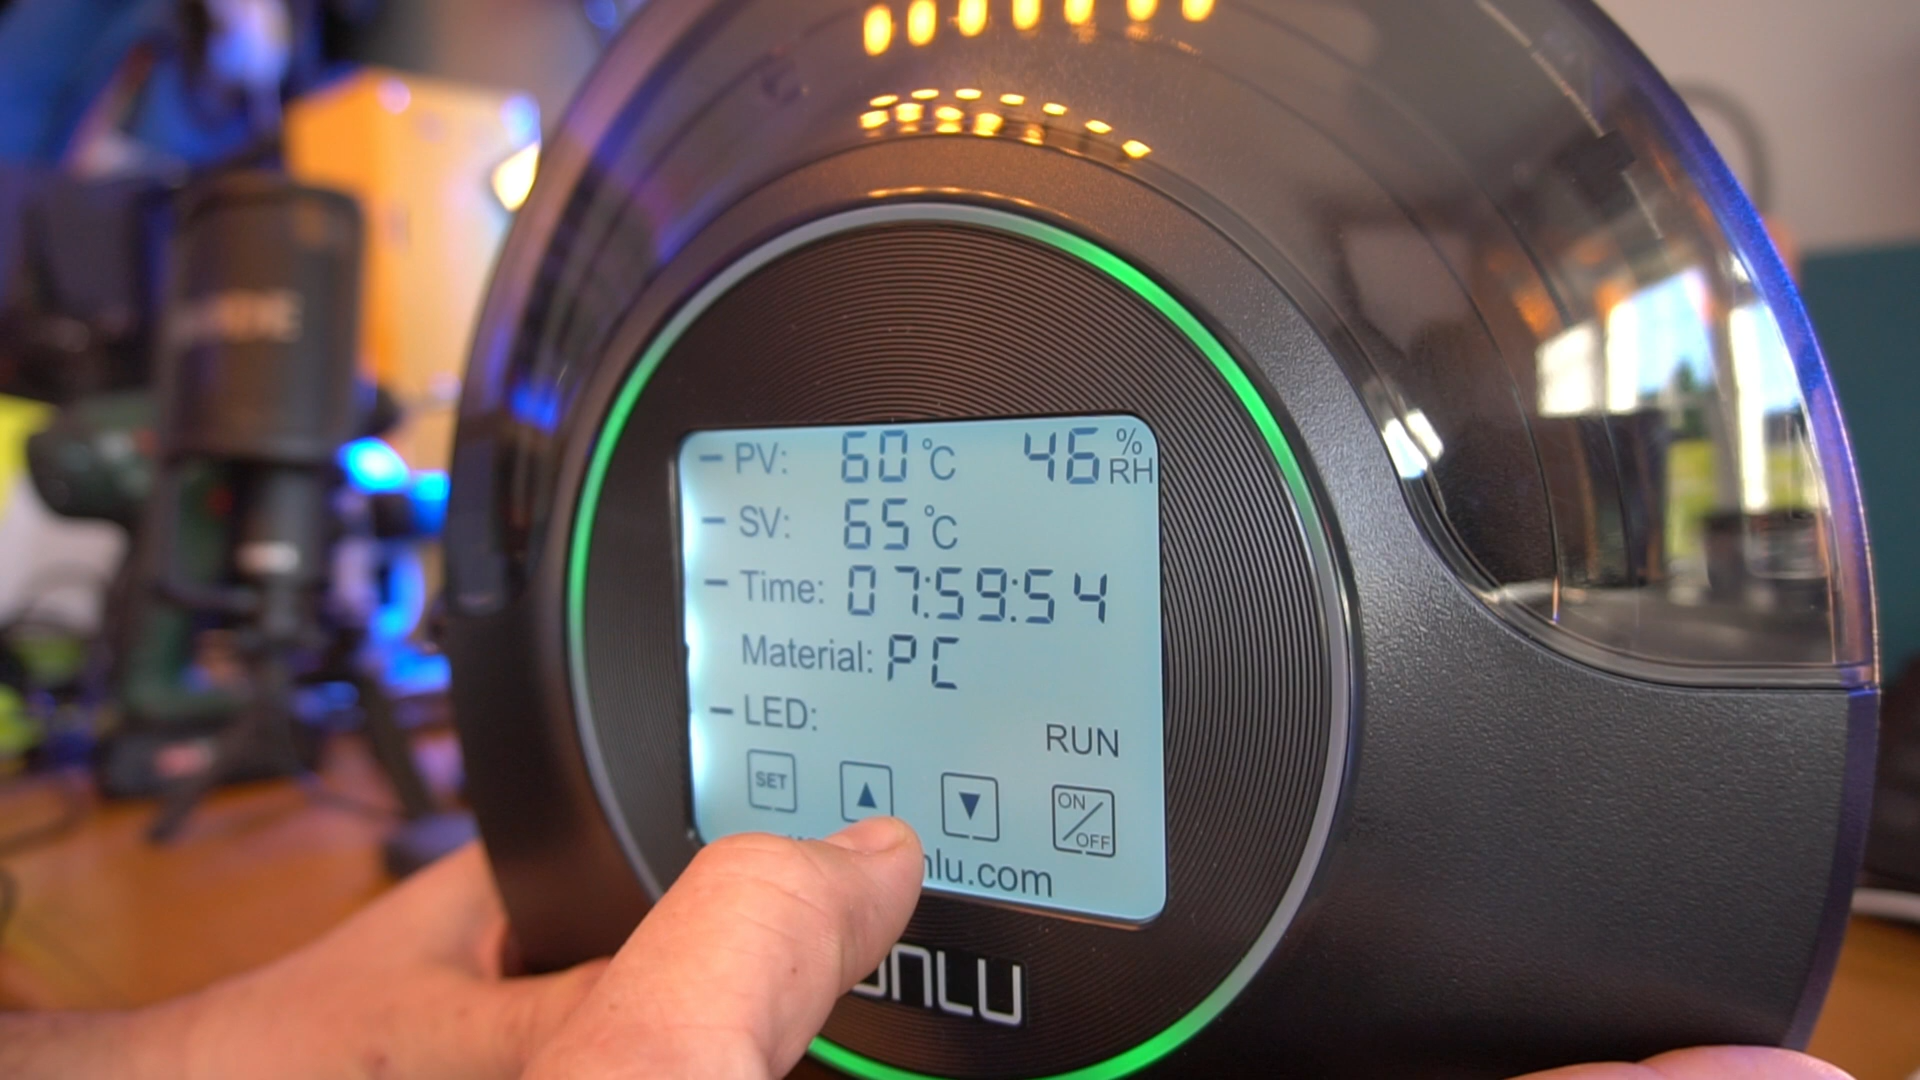 – PV: 60 °C 46 % RH
– SV: 65 °C
– Time: 07:59:54
Material: PC
– LED:
RUN
SET ▲ ▼ ON/OFF
nlu.com
UNLU